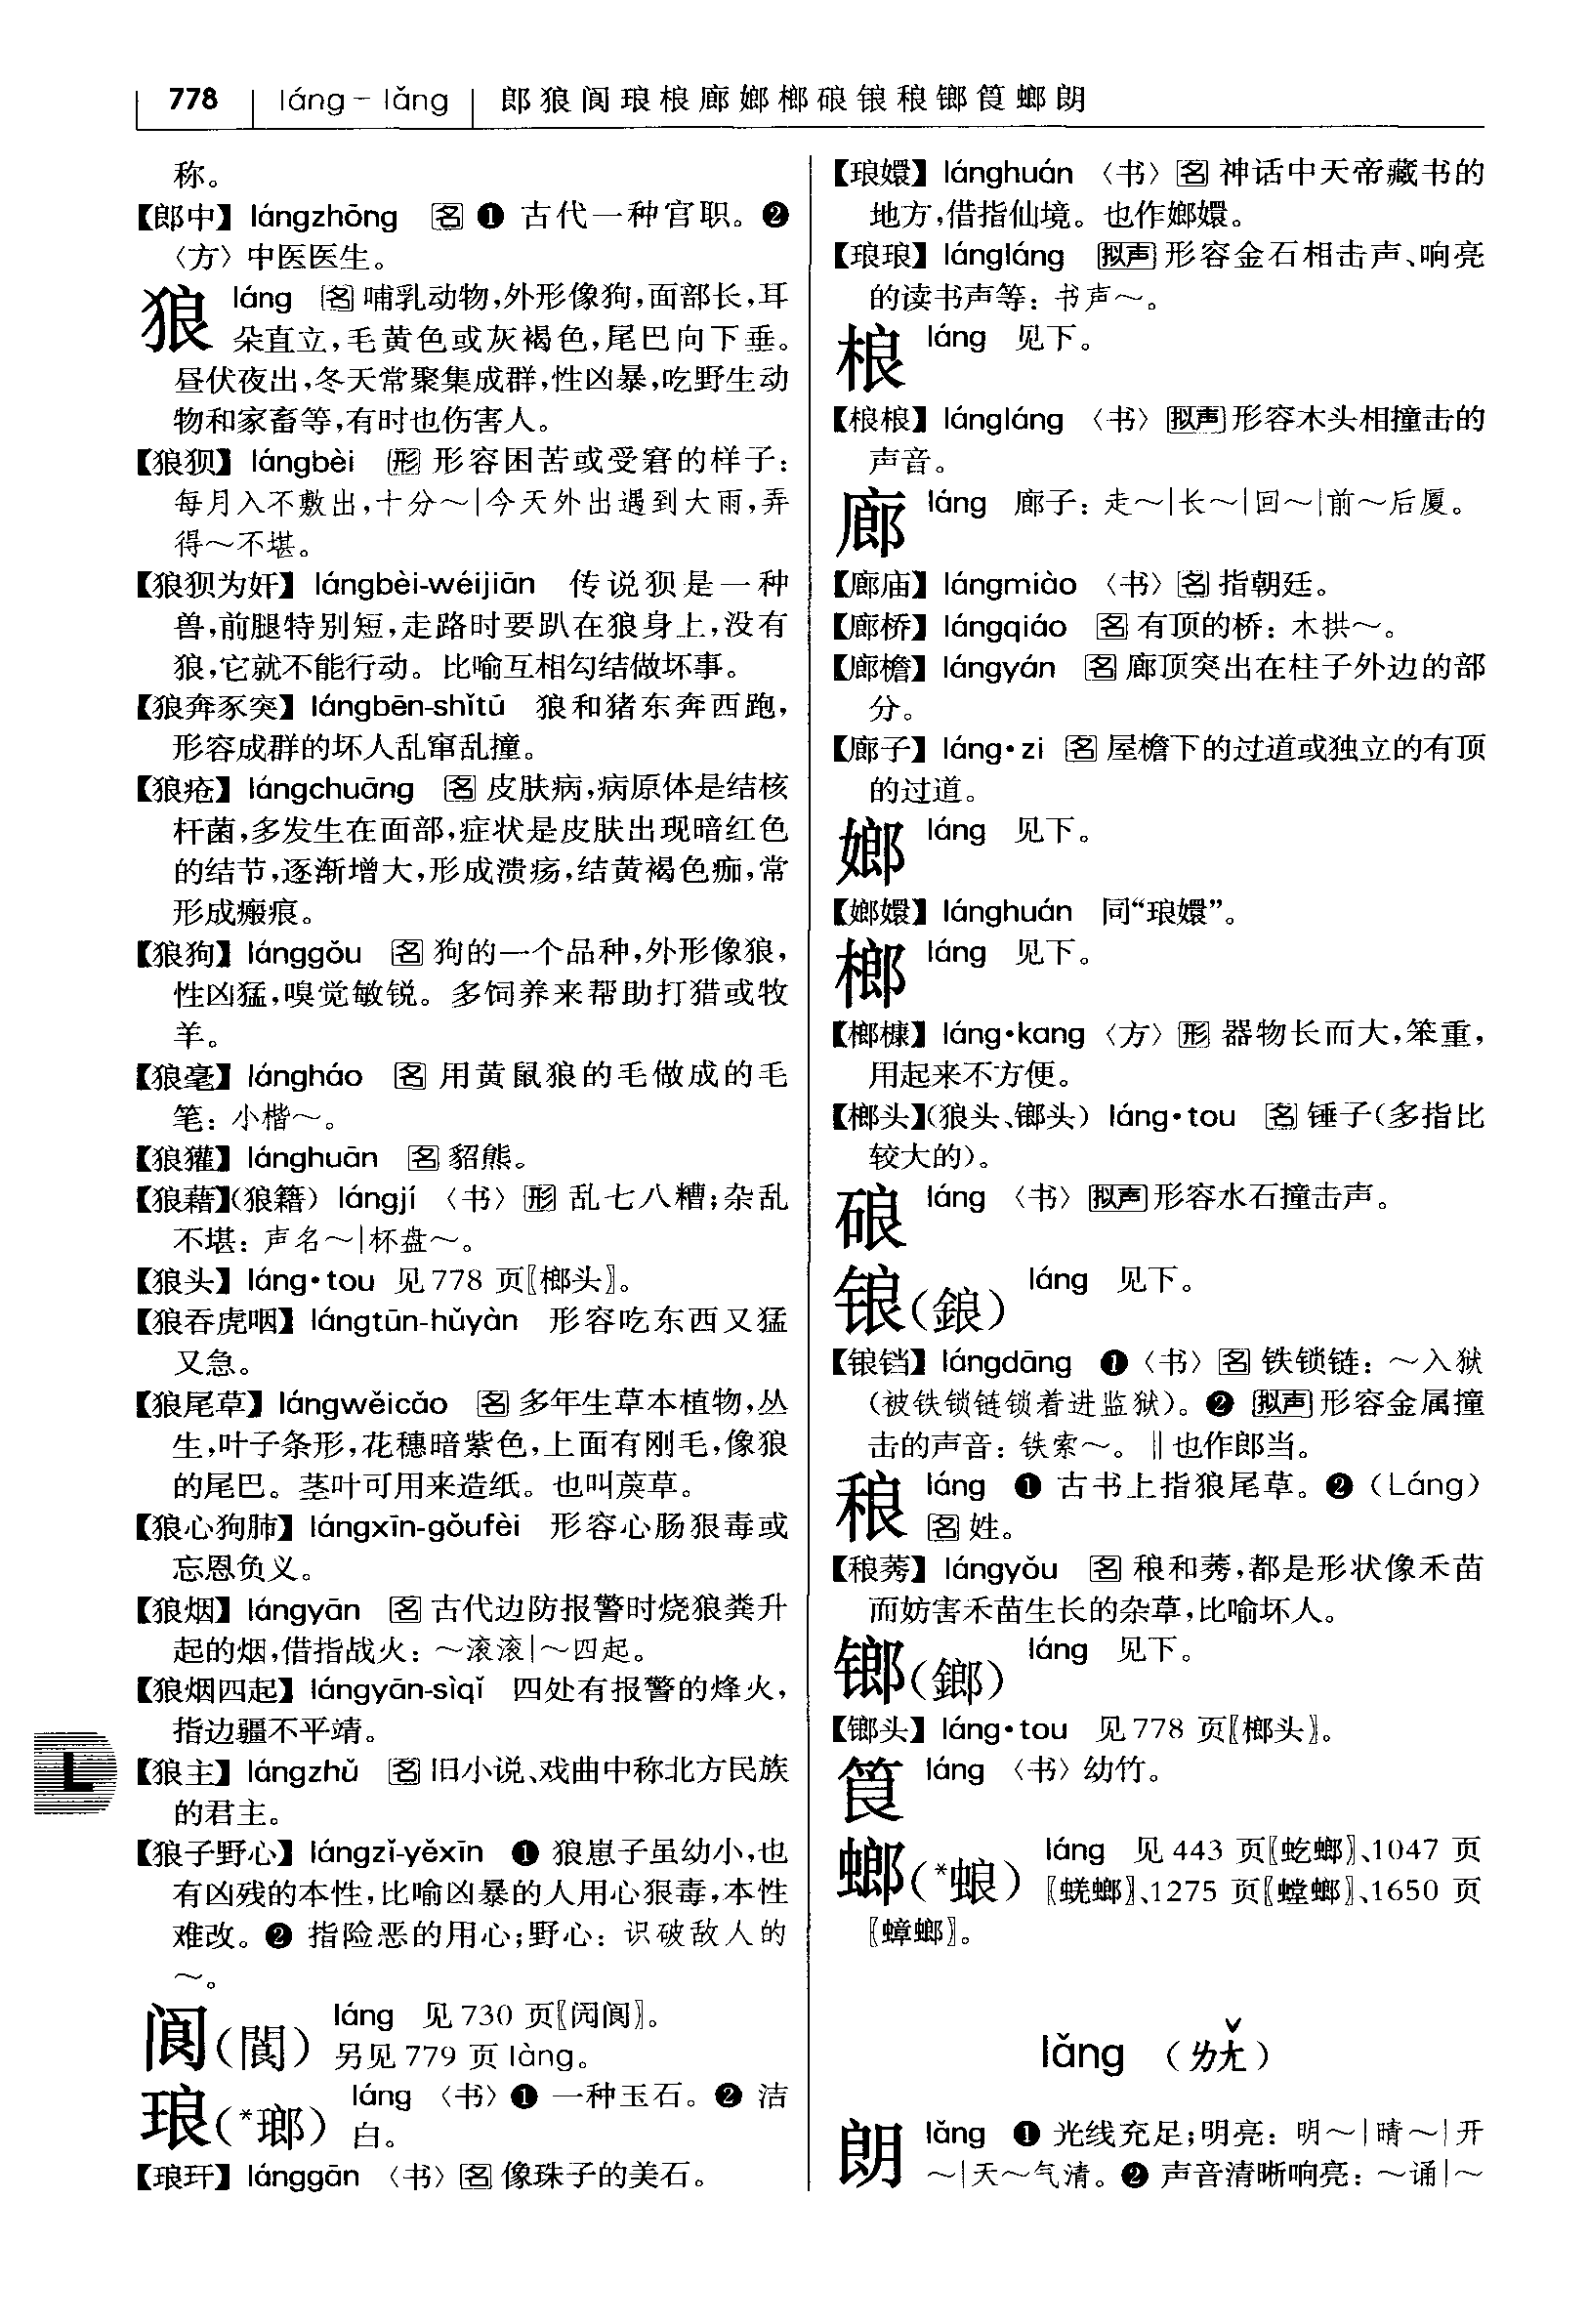 778 láng-lǎng 郎狼阆琅桹廊嫏榔硠锒稂鎯筤螂朗
称。
【郎中】 lángzhōng 名 ❶ 古代一种官职。❷
〈方〉中医医生。
狼 láng 名 哺乳动物,外形像狗,面部长,耳
朵直立,毛黄色或灰褐色,尾巴向下垂。
昼伏夜出,冬天常聚集成群,性凶暴,吃野生动
物和家畜等,有时也伤害人。
【狼狈】 lángbèi 形 形容困苦或受窘的样子:
每月入不敷出,十分~|今天外出遇到大雨,弄
得~不堪。
【狼狈为奸】 lángbèi-wéijiān 传说狈是一种
兽,前腿特别短,走路时要趴在狼身上,没有
狼,它就不能行动。比喻互相勾结做坏事。
【狼奔豕突】 lángbēn-shǐtū 狼和猪东奔西跑,
形容成群的坏人乱窜乱撞。
【狼疮】 lángchuāng 名 皮肤病,病原体是结核
杆菌,多发生在面部,症状是皮肤出现暗红色
的结节,逐渐增大,形成溃疡,结黄褐色痂,常
形成瘢痕。
【狼狗】 lánggǒu 名 狗的一个品种,外形像狼,
性凶猛,嗅觉敏锐。多饲养来帮助打猎或牧
羊。
【狼毫】 lángháo 名 用黄鼠狼的毛做成的毛
笔:小楷~。
【狼獾】 lánghuān 名 貂熊。
【狼藉】(狼籍) lángjí 〈书〉 形 乱七八糟;杂乱
不堪:声名~|杯盘~。
【狼头】 láng·tou 见778页〖榔头〗。
【狼吞虎咽】 lángtūn-hǔyàn 形容吃东西又猛
又急。
【狼尾草】 lángwěicǎo 名 多年生草本植物,丛
生,叶子条形,花穗暗紫色,上面有刚毛,像狼
的尾巴。茎叶可用来造纸。也叫蒗草。
【狼心狗肺】 lángxīn-gǒufèi 形容心肠狠毒或
忘恩负义。
【狼烟】 lángyān 名 古代边防报警时烧狼粪升
起的烟,借指战火:~滚滚|~四起。
【狼烟四起】 lángyān-sìqǐ 四处有报警的烽火,
指边疆不平靖。
【狼主】 lángzhǔ 名 旧小说、戏曲中称北方民族
的君主。
【狼子野心】 lángzǐ-yěxīn ❶ 狼崽子虽幼小,也
有凶残的本性,比喻凶暴的人用心狠毒,本性
难改。❷ 指险恶的用心;野心:识破敌人的
~。
阆(閬) láng 见730页〖闶阆〗。
另见779页 làng。
琅(*瑯) láng 〈书〉❶ 一种玉石。❷ 洁
白。
【琅玕】 lánggān 〈书〉 名 像珠子的美石。
【琅嬛】 lánghuán 〈书〉 名 神话中天帝藏书的
地方,借指仙境。也作嫏嬛。
【琅琅】 lángláng 拟声 形容金石相击声、响亮
的读书声等:书声~。
桹 láng 见下。
【桹桹】 lángláng 〈书〉 拟声 形容木头相撞击的
声音。
廊 láng 廊子:走~|长~|回~|前~后厦。
【廊庙】 lángmiào 〈书〉 名 指朝廷。
【廊桥】 lángqiáo 名 有顶的桥:木拱~。
【廊檐】 lángyán 名 廊顶突出在柱子外边的部
分。
【廊子】 láng·zi 名 屋檐下的过道或独立的有顶
的过道。
嫏 láng 见下。
【嫏嬛】 lánghuán 同“琅嬛”。
榔 láng 见下。
【榔槺】 láng·kang 〈方〉 形 器物长而大,笨重,
用起来不方便。
【榔头】(狼头、鎯头) láng·tou 名 锤子(多指比
较大的)。
硠 láng 〈书〉 拟声 形容水石撞击声。
锒(鋃) láng 见下。
【锒铛】 lángdāng ❶〈书〉 名 铁锁链:~入狱
(被铁锁链锁着进监狱)。❷ 拟声 形容金属撞
击的声音:铁索~。‖也作郎当。
稂 láng ❶ 古书上指狼尾草。❷ (Láng)
名 姓。
【稂莠】 lángyǒu 名 稂和莠,都是形状像禾苗
而妨害禾苗生长的杂草,比喻坏人。
鎯(鎯) láng 见下。
【鎯头】 láng·tou 见778页〖榔头〗。
筤 láng 〈书〉幼竹。
螂(*蜋) láng 见443页〖虼螂〗、1047页
〖蜣螂〗、1275页〖螳螂〗、1650页
〖蟑螂〗。
L
lǎng (ㄌㄤˇ)
朗 lǎng ❶ 光线充足;明亮:明~|晴~|开
~|天~气清。❷ 声音清晰响亮:~诵|~